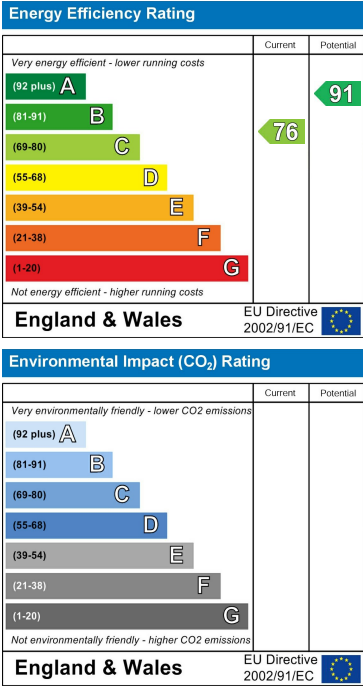 Energy Efficiency Rating
Current Potential
Very energy efficient - lower running costs
(92 plus) A
(81-91) B
(69-80) C
(55-68) D
(39-54) E
(21-38) F
(1-20) G
76
91
Not energy efficient - higher running costs
England & Wales
EU Directive
2002/91/EC
Environmental Impact (CO₂) Rating
Current Potential
Very environmentally friendly - lower CO2 emissions
(92 plus) A
(81-91) B
(69-80) C
(55-68) D
(39-54) E
(21-38) F
(1-20) G
Not environmentally friendly - higher CO2 emissions
England & Wales
EU Directive
2002/91/EC